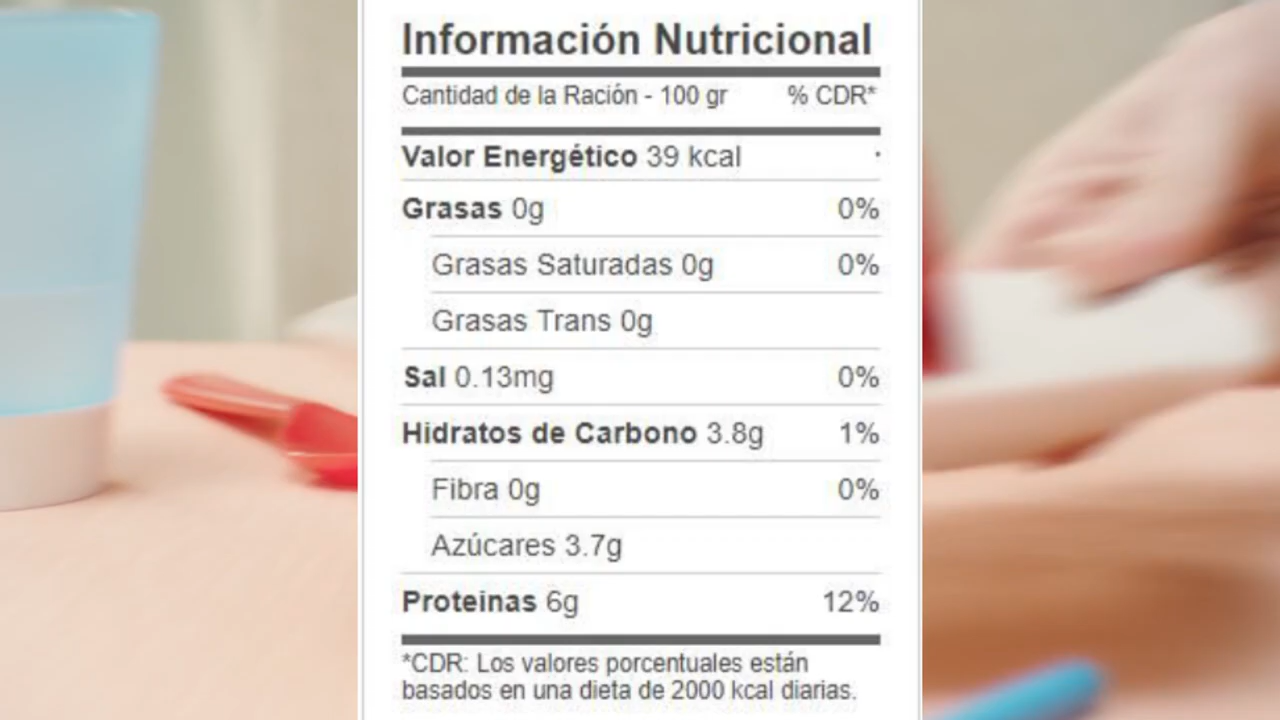 Información Nutricional
Cantidad de la Ración - 100 gr % CDR*
Valor Energético 39 kcal
Grasas 0g 0%
Grasas Saturadas 0g 0%
Grasas Trans 0g
Sal 0.13mg 0%
Hidratos de Carbono 3.8g 1%
Fibra 0g 0%
Azúcares 3.7g
Proteinas 6g 12%
*CDR: Los valores porcentuales están
basados en una dieta de 2000 kcal diarias.